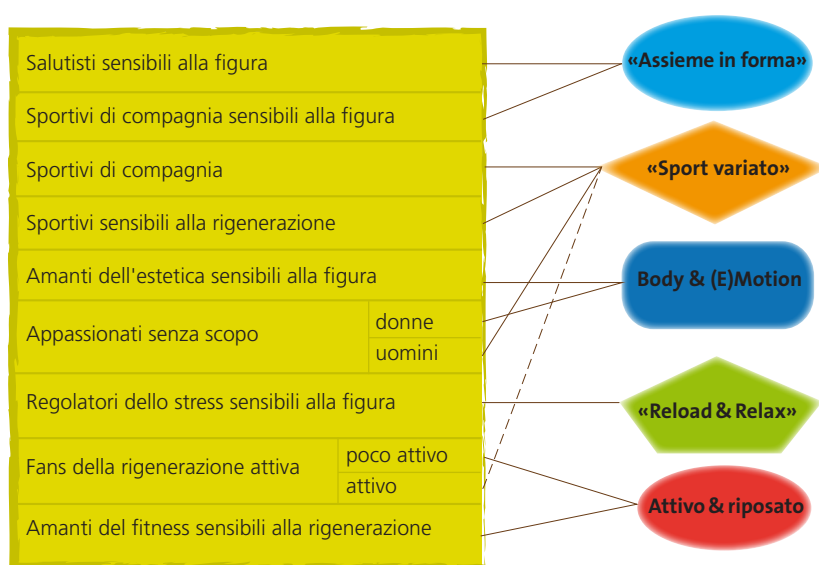 Salutisti sensibili alla figura
Sportivi di compagnia sensibili alla figura
Sportivi di compagnia
Sportivi sensibili alla rigenerazione
Amanti dell'estetica sensibili alla figura
Appassionati senza scopo
donne
uomini
Regolatori dello stress sensibili alla figura
Fans della rigenerazione attiva
poco attivo
attivo
Amanti del fitness sensibili alla rigenerazione
«Assieme in forma»
«Sport variato»
Body & (E)Motion
«Reload & Relax»
Attivo & riposato